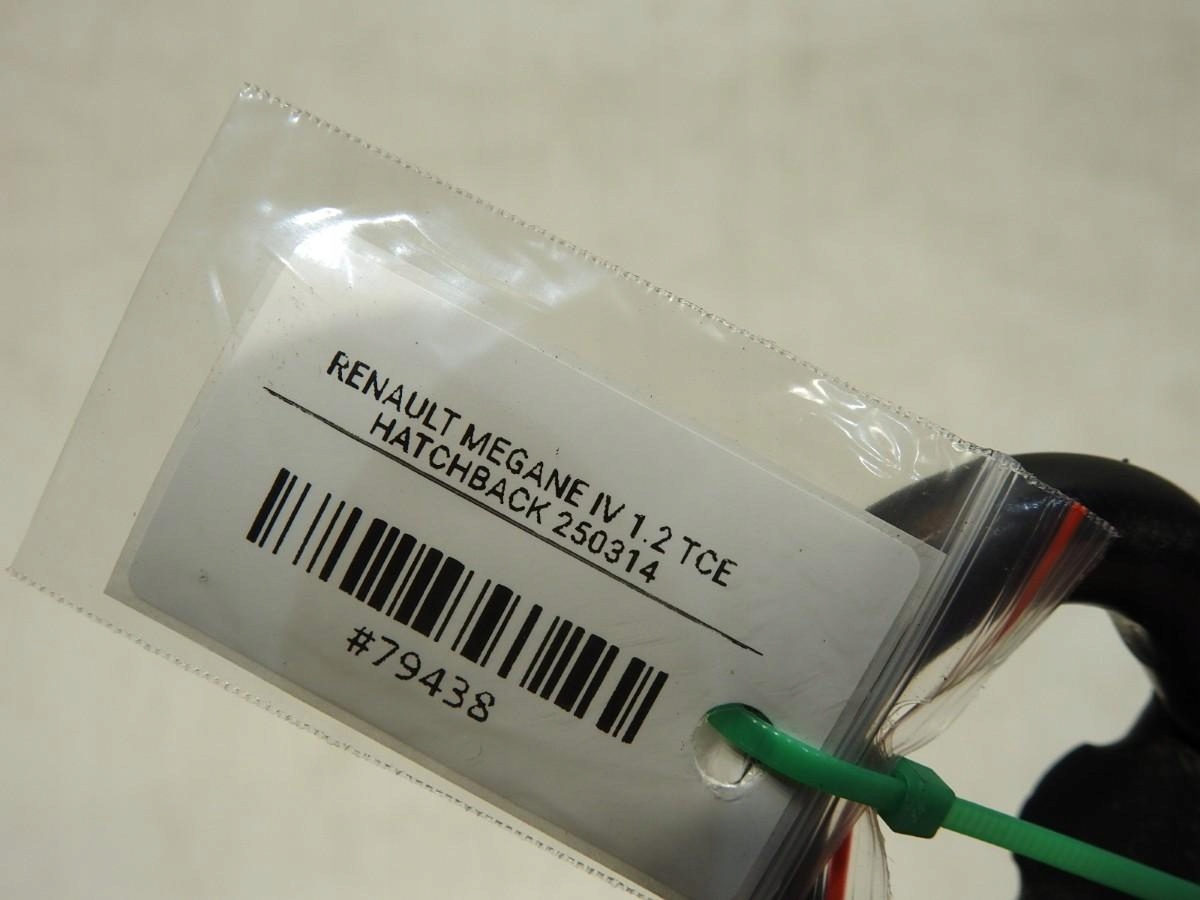 RENAULT MEGANE IV 1.2 TCE
HATCHBACK 250314
#79438